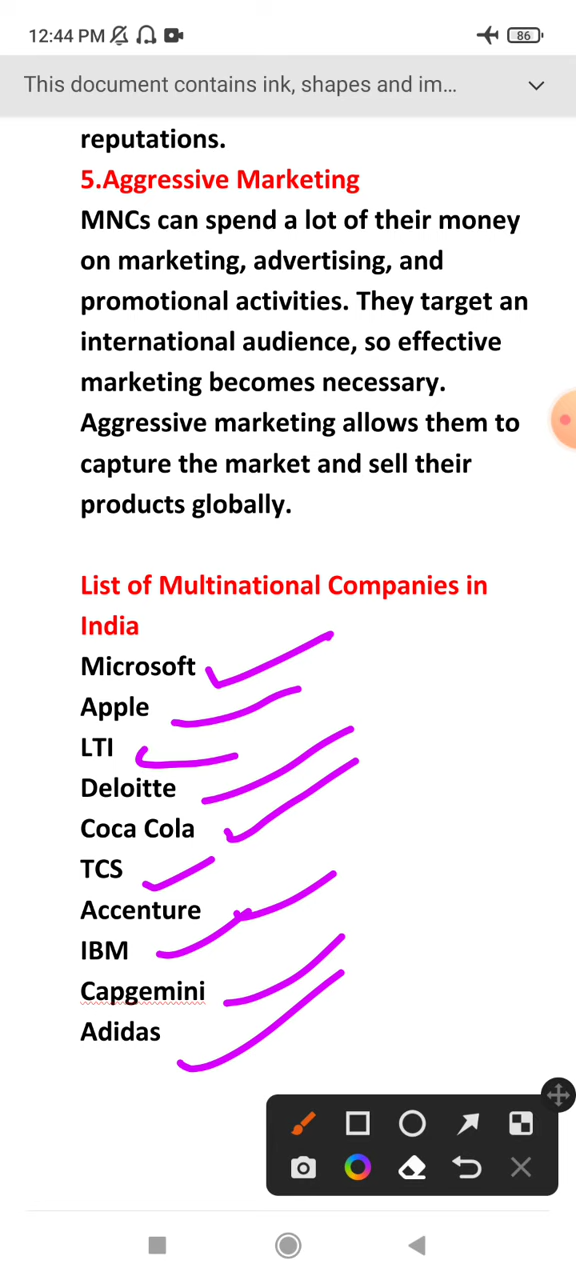 12:44 PM 86
This document contains ink, shapes and im...
reputations.
5.Aggressive Marketing
MNCs can spend a lot of their money
on marketing, advertising, and
promotional activities. They target an
international audience, so effective
marketing becomes necessary.
Aggressive marketing allows them to
capture the market and sell their
products globally.
List of Multinational Companies in
India
Microsoft
Apple
LTI
Deloitte
Coca Cola
TCS
Accenture
IBM
Capgemini
Adidas